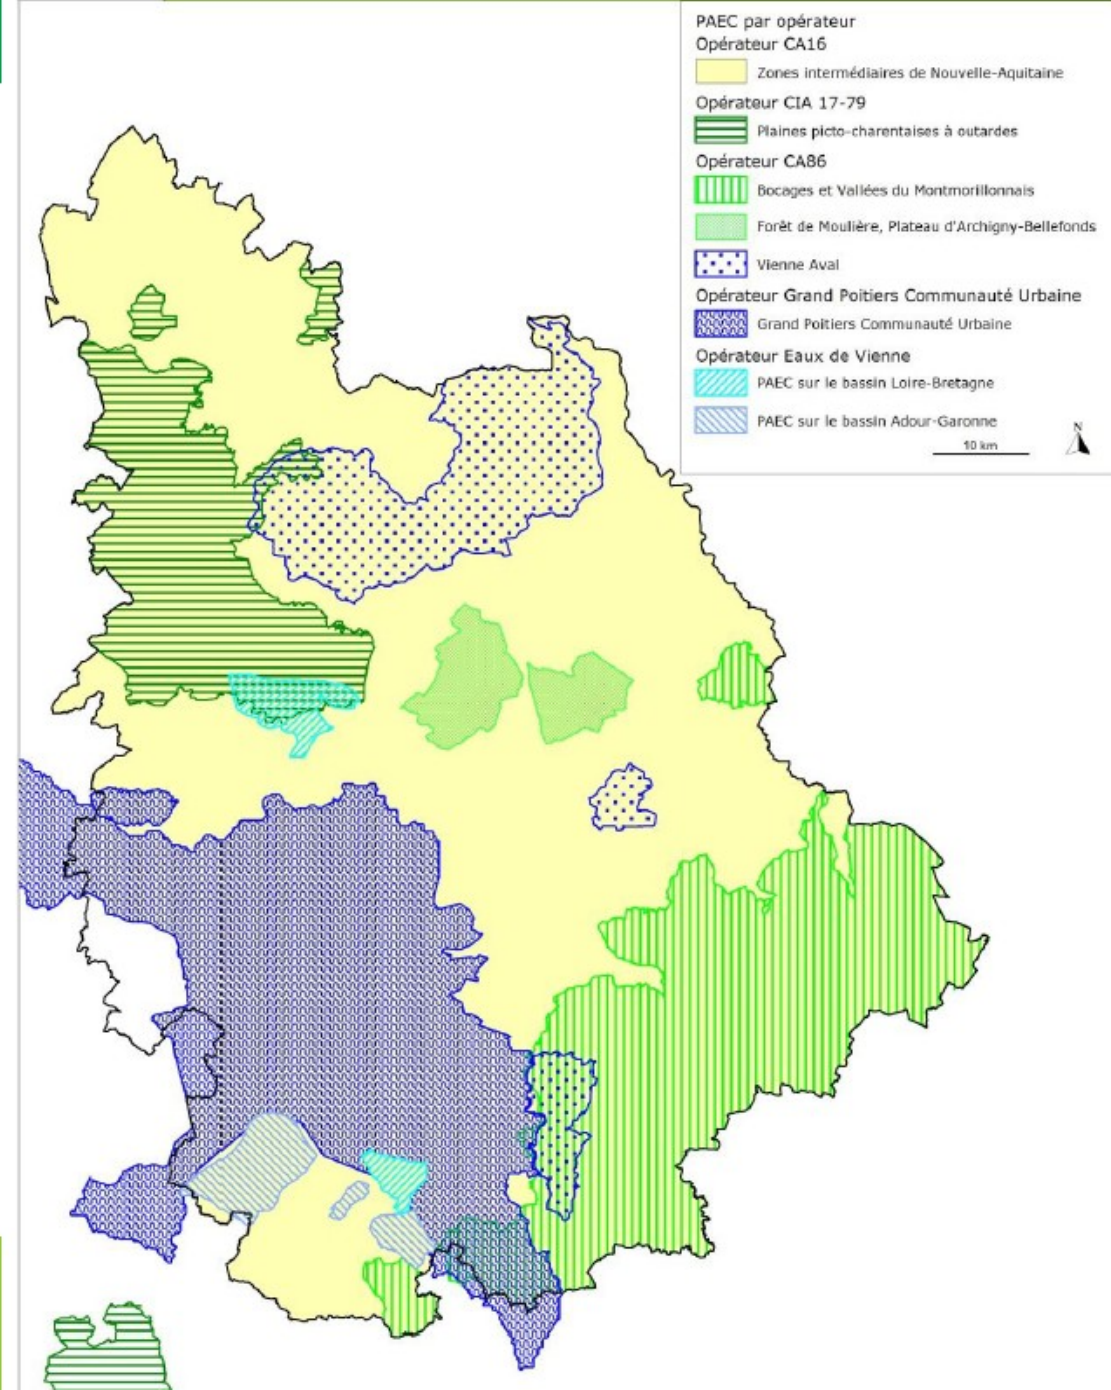 PAEC par opérateur
Opérateur CA16
Zones intermédiaires de Nouvelle-Aquitaine
Opérateur CIA 17-79
Plaines picto-charentaises à outardes
Opérateur CA86
Bocages et Vallées du Montmorillonnais
Forêt de Moulière, Plateau d'Archigny-Bellefonds
Vienne Aval
Opérateur Grand Poitiers Communauté Urbaine
Grand Poitiers Communauté Urbaine
Opérateur Eaux de Vienne
PAEC sur le bassin Loire-Bretagne
PAEC sur le bassin Adour-Garonne
10 km
N